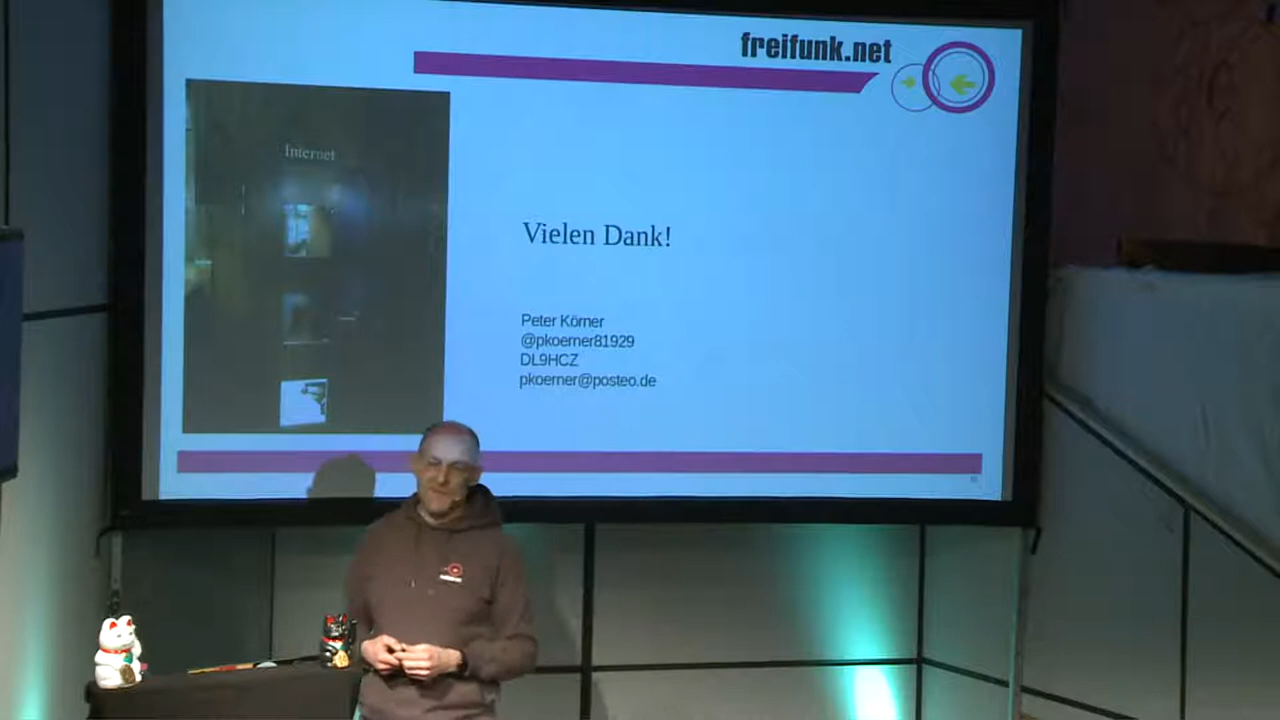 freifunk.net
Internet
Vielen Dank!
Peter Körner
@pkoerner81929
DL9HCZ
pkoerner@posteo.de